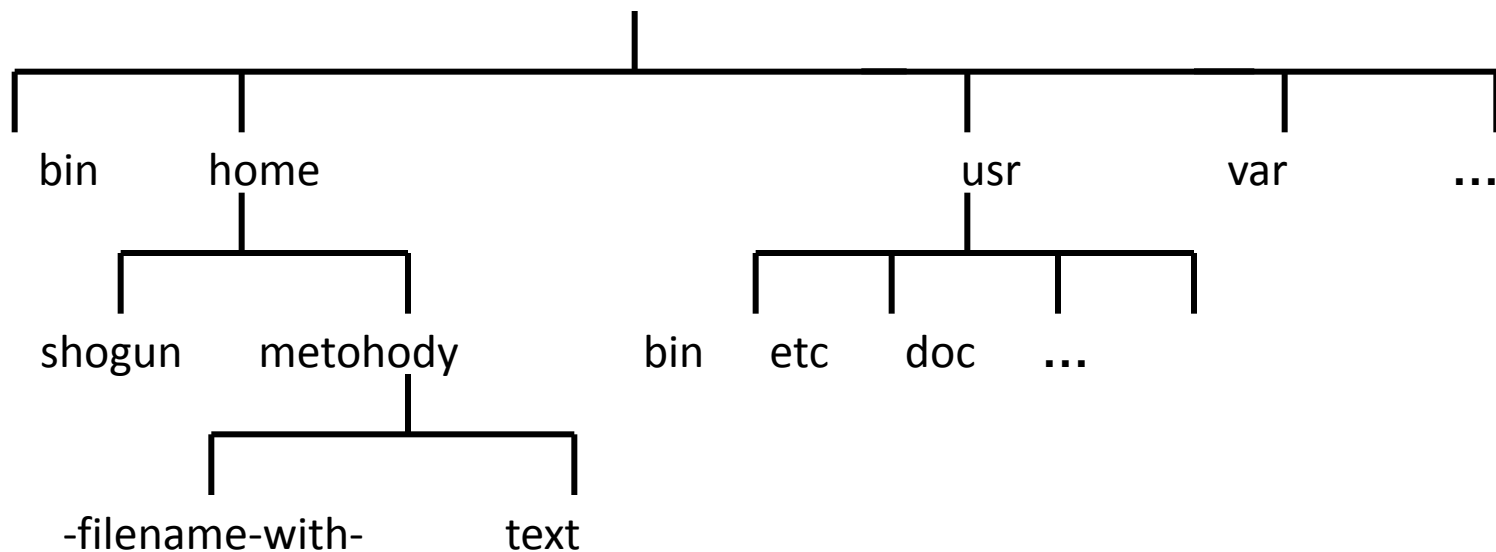 bin home usr var ...
shogun metohody bin etc doc ...
-filename-with- text